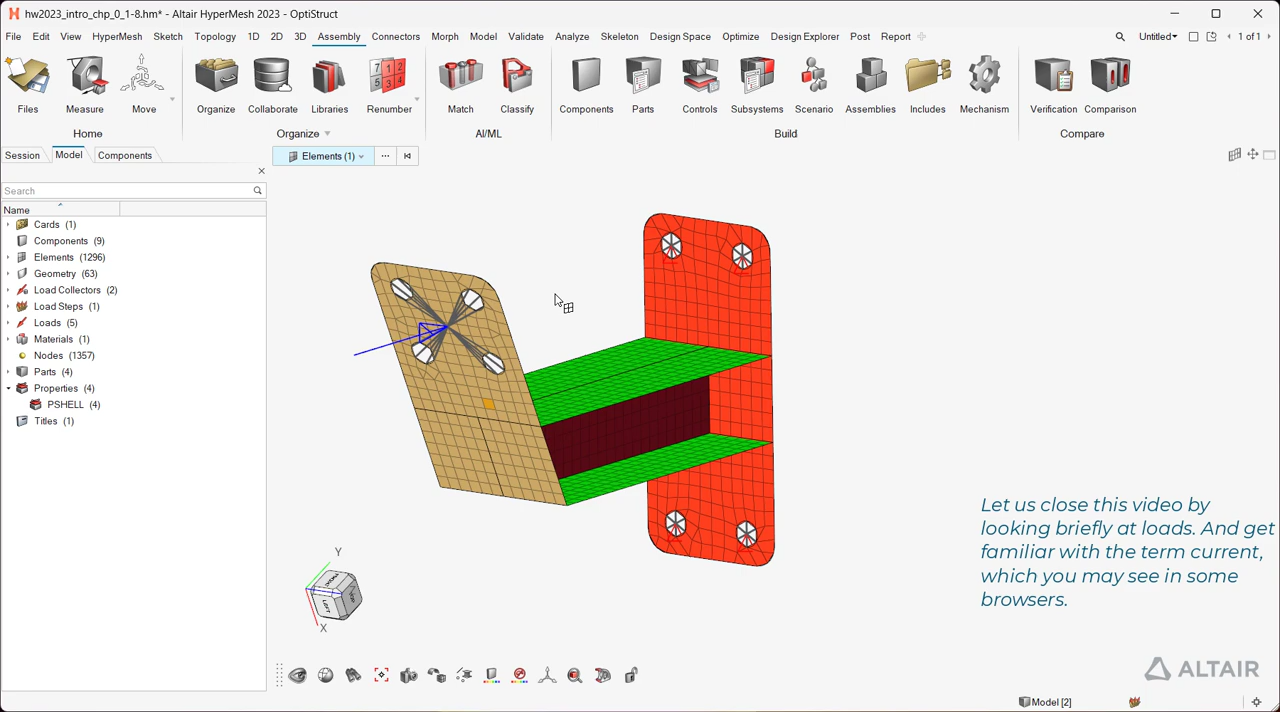 hw2023_intro_chp_0_1-8.hm* - Altair HyperMesh 2023 - OptiStruct
File Edit View HyperMesh Sketch Topology 1D 2D 3D Assembly Connectors Morph Model Validate Analyze Skeleton Design Space Optimize Design Explorer Post Report Untitled* 1 of 1
Files Measure Move Organize Collaborate Libraries Renumber Match Classify Components Parts Controls Subsystems Scenario Assemblies Includes Mechanism Verification Comparison
Home Organize AI/ML Build Compare
Session Model Components Elements (1)
Search
Name
Cards (1)
Components (9)
Elements (1296)
Geometry (63)
Load Collectors (2)
Load Steps (1)
Loads (5)
Materials (1)
Nodes (1357)
Parts (4)
Properties (4)
PSHELL (4)
Titles (1)
Let us close this video by
looking briefly at loads. And get
familiar with the term current,
which you may see in some
browsers.
Y
LEFT
X
ALTAIR
Model [2]